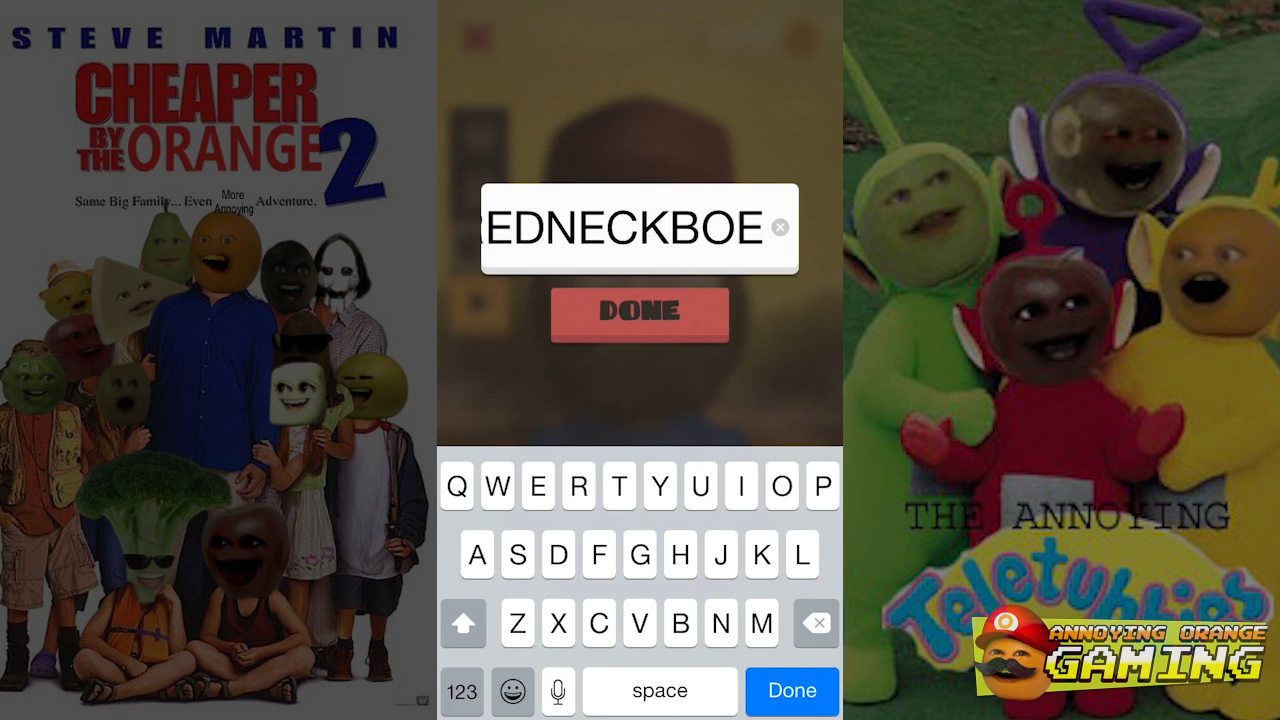 STEVE MARTIN
CHEAPER
BY THE ORANGE 2
Same Big Family... Even More Annoying Adventure.
EDNECKBOE
DONE
Q W E R T Y U I O P
A S D F G H J K L
Z X C V B N M
123 space Done
THE ANNOYING
Teletubbies
ANNOYING ORANGE
GAMING